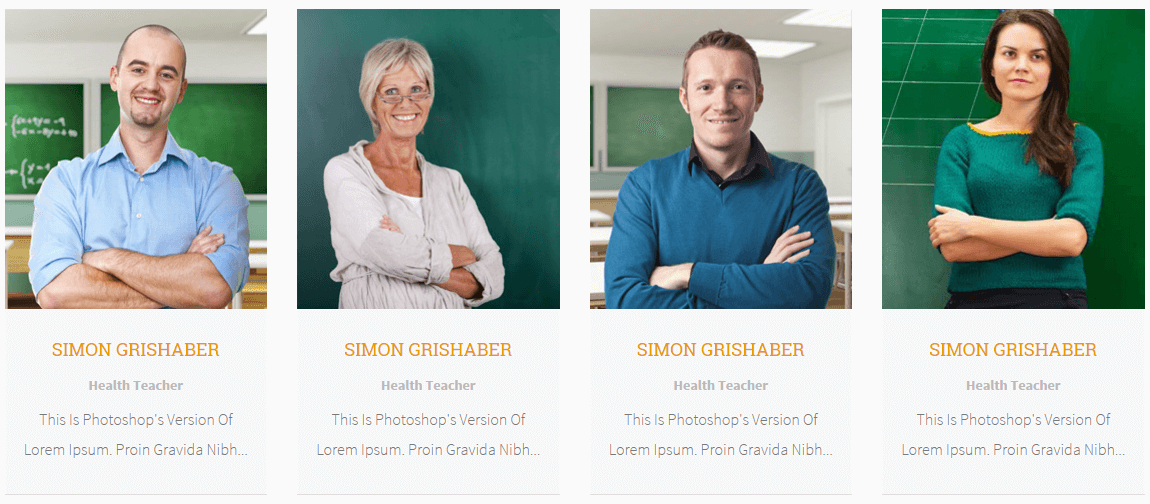 SIMON GRISHABER
Health Teacher
This Is Photoshop's Version Of
Lorem Ipsum. Proin Gravida Nibh...
SIMON GRISHABER
Health Teacher
This Is Photoshop's Version Of
Lorem Ipsum. Proin Gravida Nibh...
SIMON GRISHABER
Health Teacher
This Is Photoshop's Version Of
Lorem Ipsum. Proin Gravida Nibh...
SIMON GRISHABER
Health Teacher
This Is Photoshop's Version Of
Lorem Ipsum. Proin Gravida Nibh...